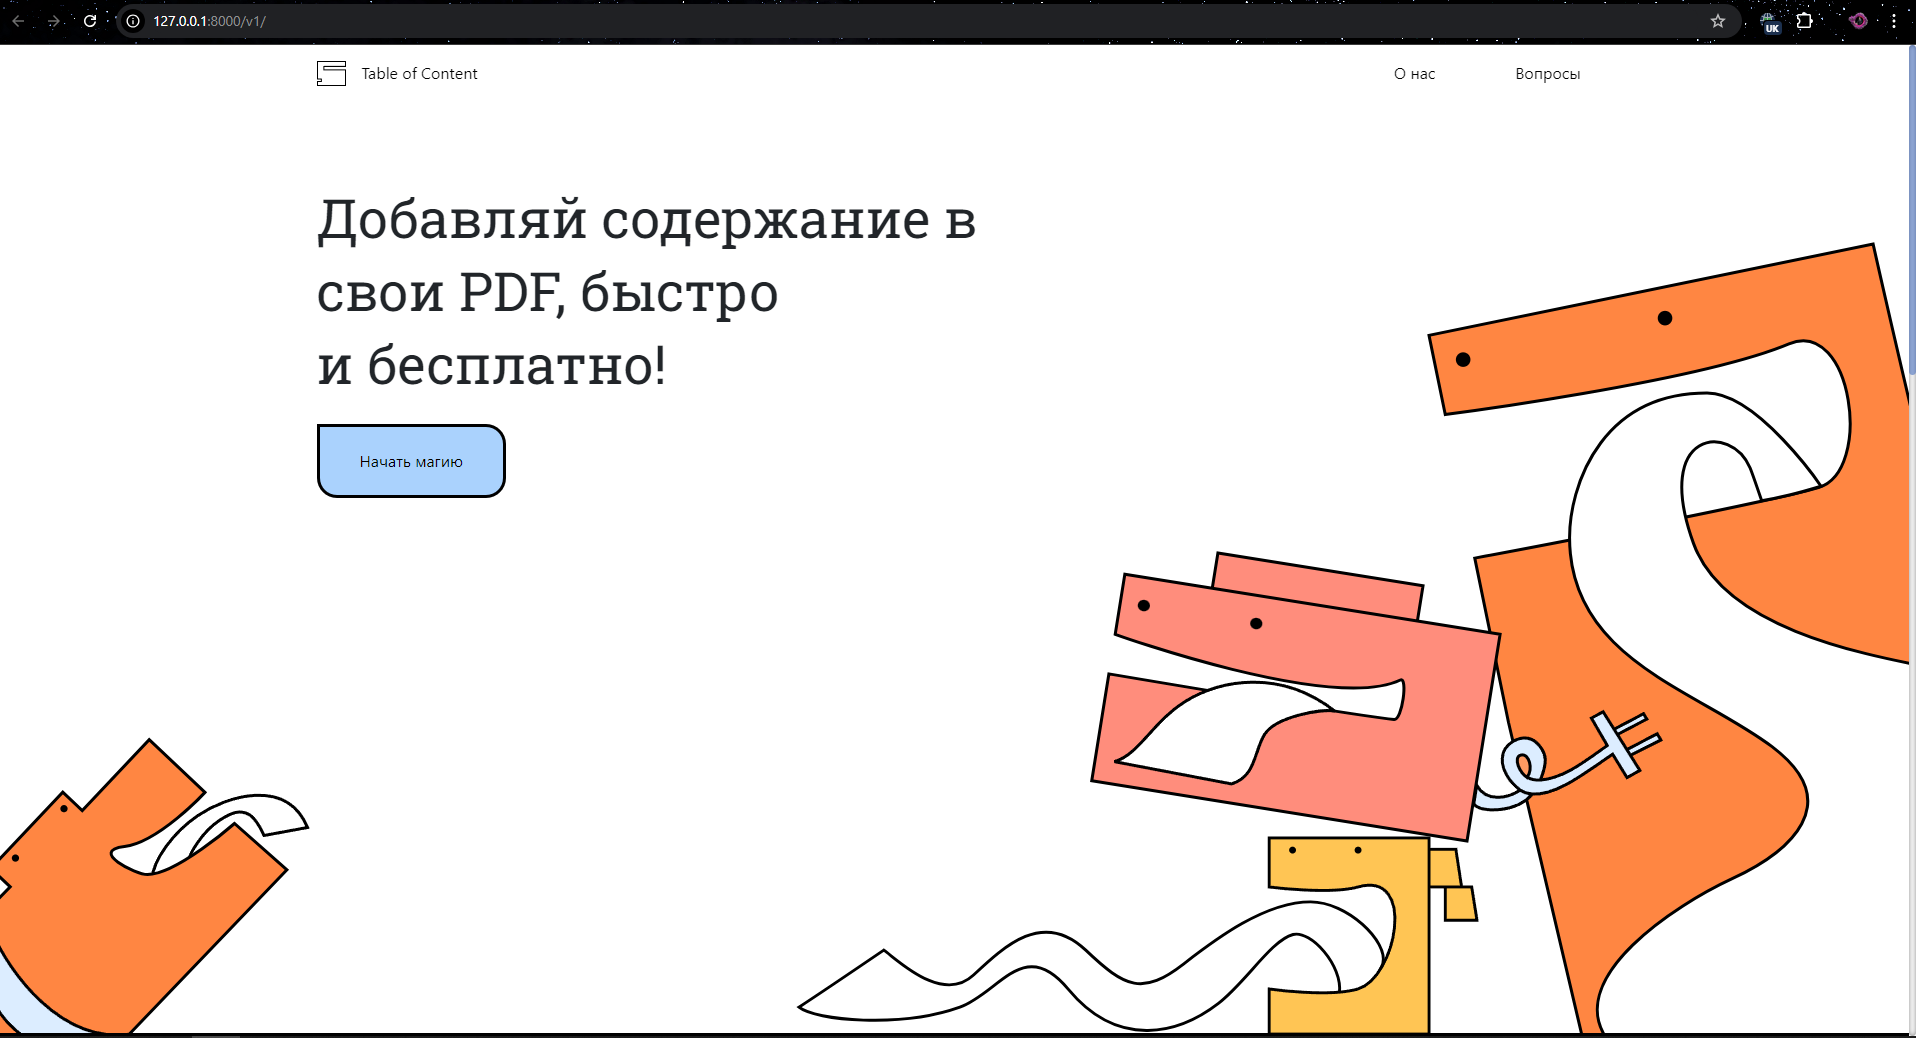 127.0.0.1:8000/v1/
UK
Table of Content
О нас
Вопросы
Добавляй содержание в
свои PDF, быстро
и бесплатно!
Начать магию